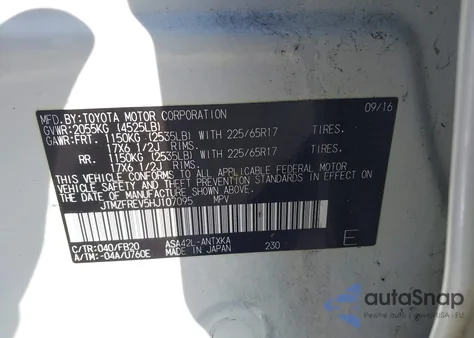 MFD.BY:TOYOTA MOTOR CORPORATION 09/16
GVWR:2055KG (4525LB)
GAWR:FRT. 1150KG (2535LB) WITH 225/65R17 TIRES.
17X6 1/2J RIMS.
RR. 1150KG (2535LB) WITH 225/65R17 TIRES.
17X6 1/2J RIMS.
THIS VEHICLE CONFORMS TO ALL APPLICABLE FEDERAL MOTOR VEHICLE
SAFETY, BUMPER, AND THEFT PREVENTION STANDARDS IN EFFECT ON
THE DATE OF MANUFACTURE SHOWN ABOVE.
JTMZFREV5HJ107095 MPV
C/TR:040/FB20 ASA42L-ANTXKA E
A/TM:-04A/U760E MADE IN JAPAN 230
autoSnap
USA i EU